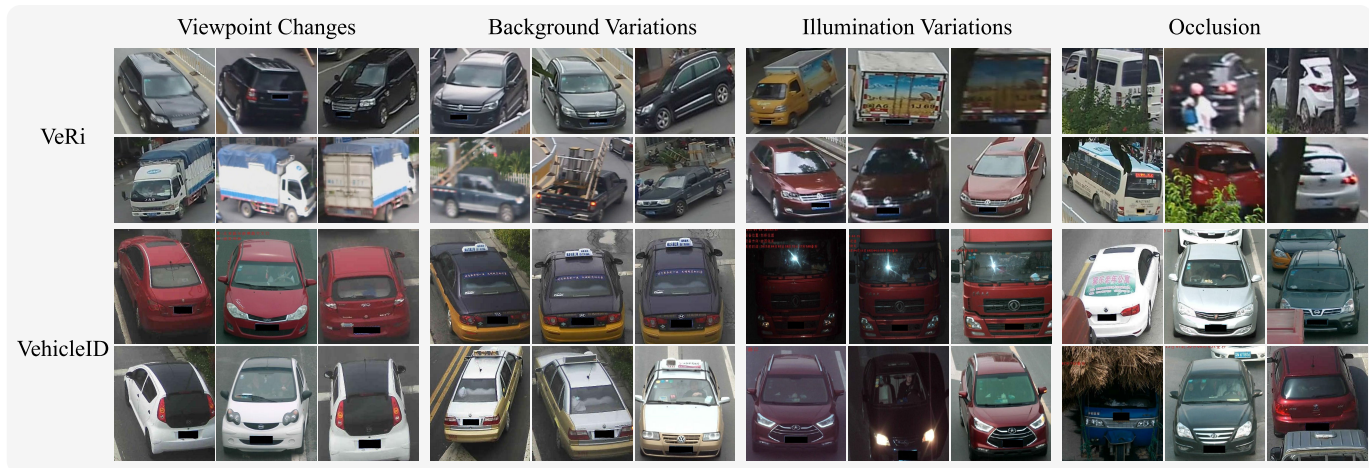 Viewpoint Changes
Background Variations
Illumination Variations
Occlusion
VeRi
VehicleID